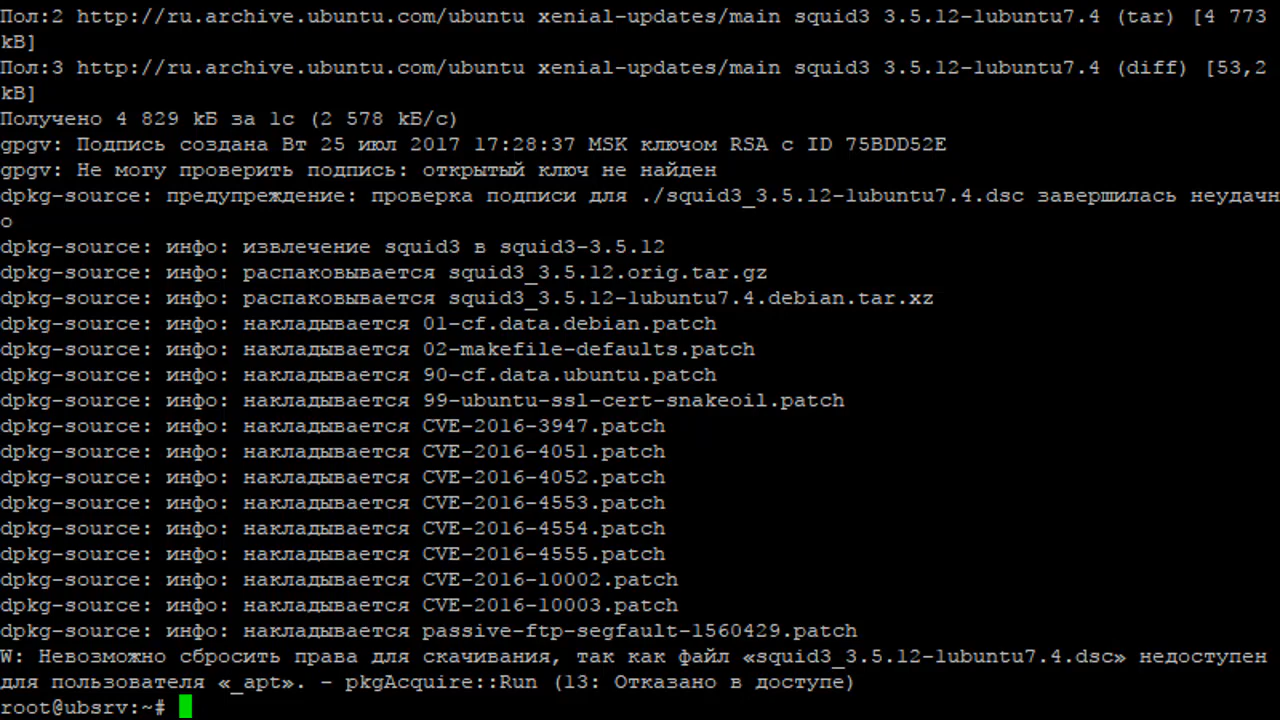 Пол:2 http://ru.archive.ubuntu.com/ubuntu xenial-updates/main squid3 3.5.12-1ubuntu7.4 (tar) [4 773
kB]
Пол:3 http://ru.archive.ubuntu.com/ubuntu xenial-updates/main squid3 3.5.12-1ubuntu7.4 (diff) [53,2
kB]
Получено 4 829 kБ за 1с (2 578 kБ/c)
gpgv: Подпись создана Вт 25 июл 2017 17:28:37 MSK ключом RSA с ID 75BDD52E
gpgv: Не могу проверить подпись: открытый ключ не найден
dpkg-source: предупреждение: проверка подписи для ./squid3_3.5.12-1ubuntu7.4.dsc завершилась неудачн
о
dpkg-source: инфо: извлечение squid3 в squid3-3.5.12
dpkg-source: инфо: распаковывается squid3_3.5.12.orig.tar.gz
dpkg-source: инфо: распаковывается squid3_3.5.12-1ubuntu7.4.debian.tar.xz
dpkg-source: инфо: накладывается 01-cf.data.debian.patch
dpkg-source: инфо: накладывается 02-makefile-defaults.patch
dpkg-source: инфо: накладывается 90-cf.data.ubuntu.patch
dpkg-source: инфо: накладывается 99-ubuntu-ssl-cert-snakeoil.patch
dpkg-source: инфо: накладывается CVE-2016-3947.patch
dpkg-source: инфо: накладывается CVE-2016-4051.patch
dpkg-source: инфо: накладывается CVE-2016-4052.patch
dpkg-source: инфо: накладывается CVE-2016-4553.patch
dpkg-source: инфо: накладывается CVE-2016-4554.patch
dpkg-source: инфо: накладывается CVE-2016-4555.patch
dpkg-source: инфо: накладывается CVE-2016-10002.patch
dpkg-source: инфо: накладывается CVE-2016-10003.patch
dpkg-source: инфо: накладывается passive-ftp-segfault-1560429.patch
W: Невозможно сбросить права для скачивания, так как файл «squid3_3.5.12-1ubuntu7.4.dsc» недоступен
для пользователя «_apt». - pkgAcquire::Run (13: Отказано в доступе)
root@ubsrv:~#